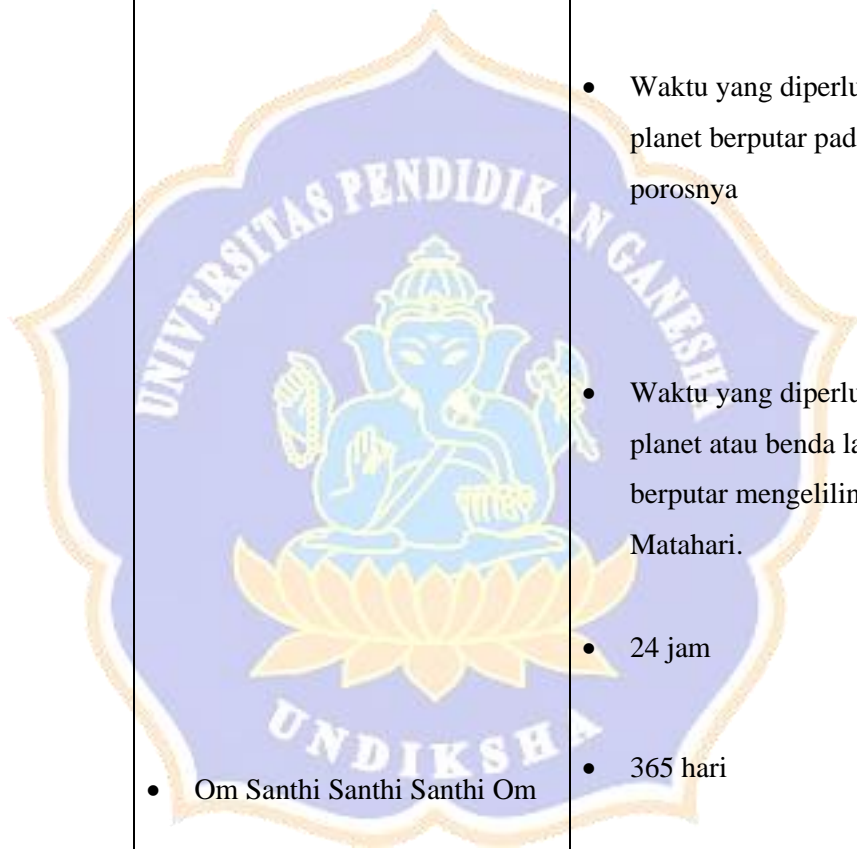 UNIVERSITAS PENDIDIKAN GANESHA
UNDIKSHA
• Om Santhi Santhi Santhi Om
• Waktu yang
planet berputar
porosnya
• Waktu yang
planet atau benda
berputar
Matahari.
• 24 jam
• 365 hari